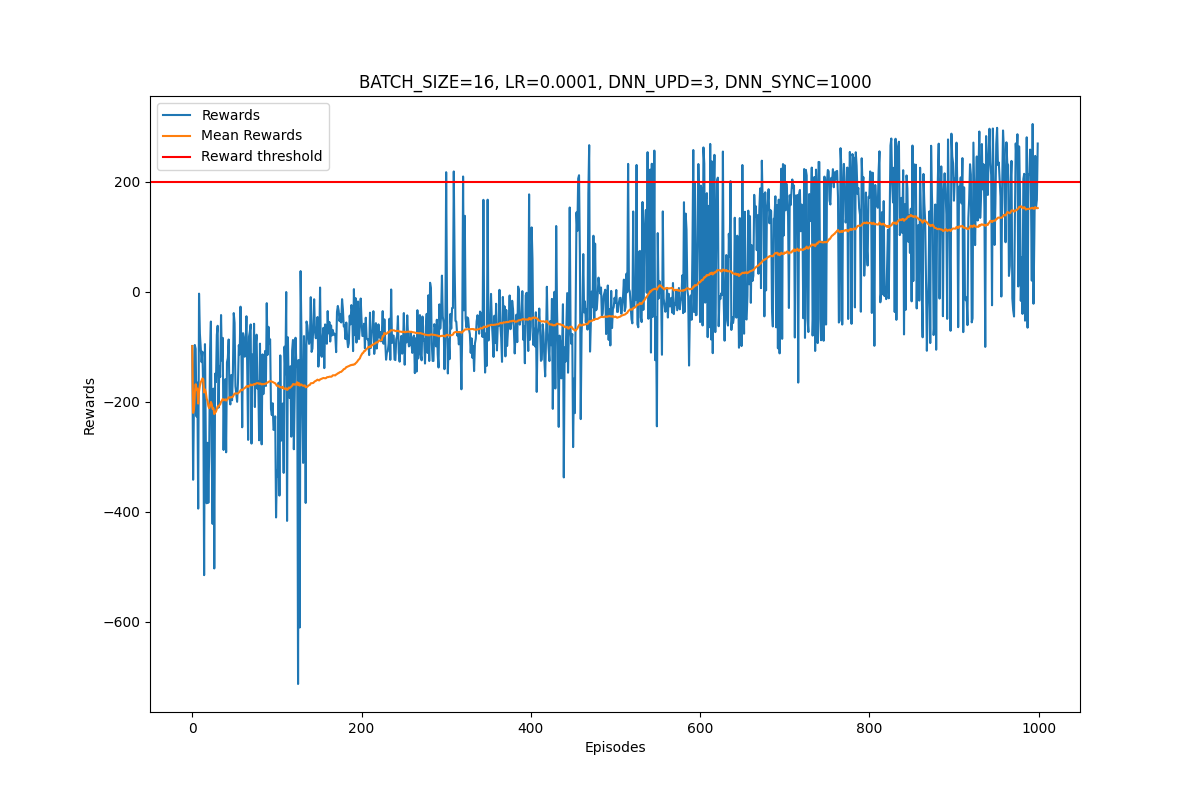 BATCH_SIZE=16, LR=0.0001, DNN_UPD=3, DNN_SYNC=1000
Rewards
Mean Rewards
Reward threshold
200
0
−200
−400
−600
Rewards
0
200
400
600
800
1000
Episodes